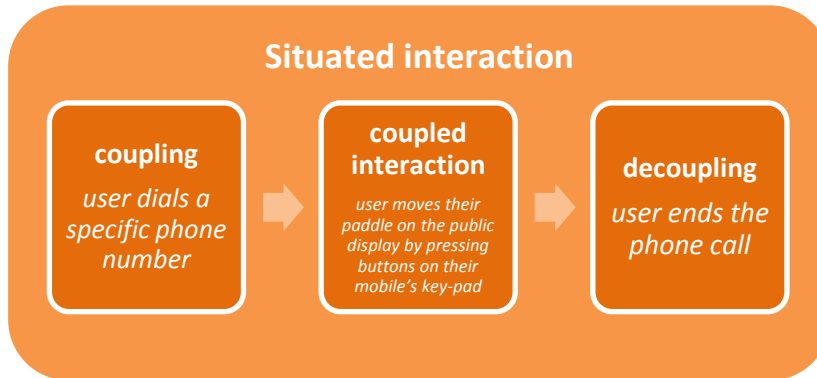 Situated interaction
coupling
user dials a
specific phone
number
coupled
interaction
user moves their
paddle on the public
display by pressing
buttons on their
mobile's key-pad
decoupling
user ends the
phone call